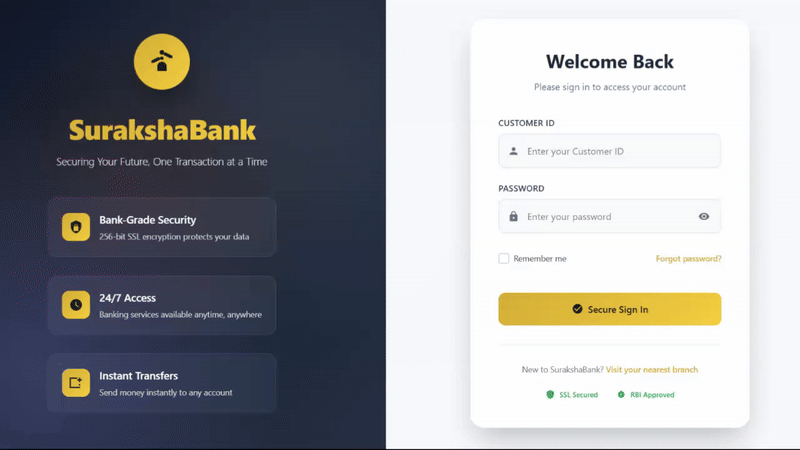 SurakshaBank
Securing Your Future, One Transaction at a Time
Bank-Grade Security
256-bit SSL encryption protects your data
24/7 Access
Banking services available anytime, anywhere
Instant Transfers
Send money instantly to any account
Welcome Back
Please sign in to access your account
CUSTOMER ID
Enter your Customer ID
PASSWORD
Enter your password
Remember me
Forgot password?
Secure Sign In
New to SurakshaBank? Visit your nearest branch
SSL Secured
RBI Approved